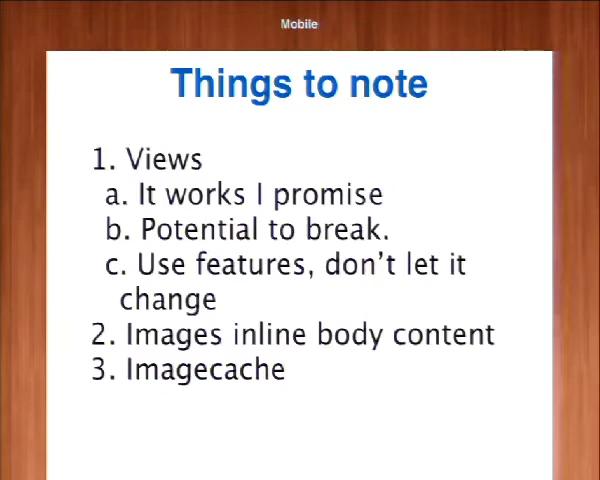 Mobile
Things to note
1. Views
a. It works I promise
b. Potential to break.
c. Use features, don’t let it
change
2. Images inline body content
3. Imagecache